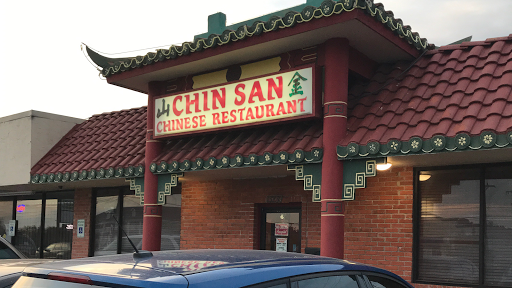 山 CHIN SAN 金
CHINESE RESTAURANT